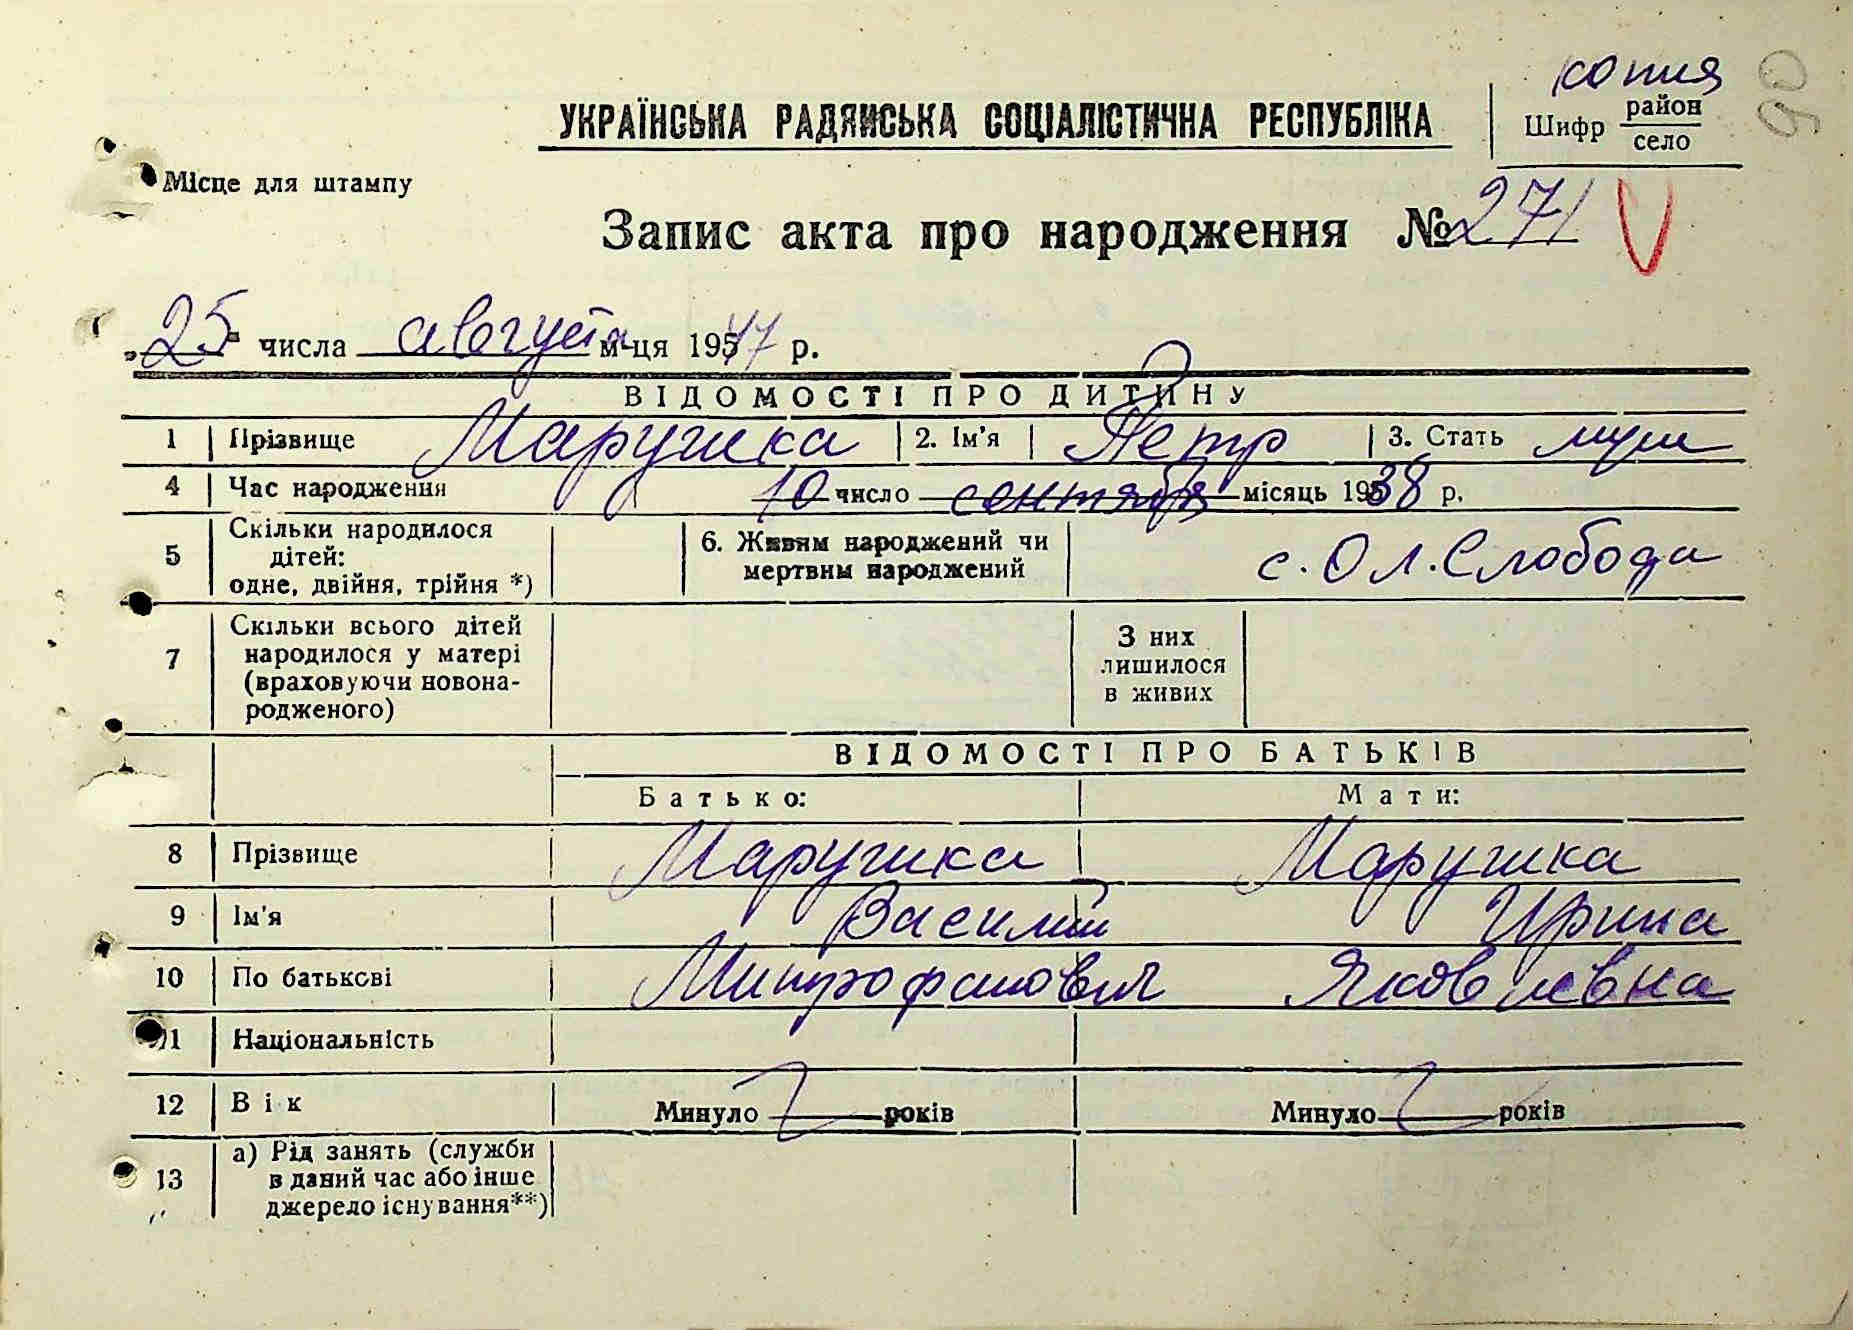 копия
90
УКРАЇНСЬКА РАДЯНСЬКА СОЦІАЛІСТИЧНА РЕСПУБЛІКА
Шифр район
село
Місце для штампу
Запис акта про народження № 271
„25" числа августа м-ця 1947 р.
ВІДОМОСТІ ПРО ДИТИНУ
1 Прізвище Марушка 2. Ім'я Петр 3. Стать муж
4 Час народження 10 число сентября місяць 1938 р.
5 Скільки народилося дітей: одне, двійня, трійня *) 6. Живим народжений чи мертвим народжений с. Ол. Слобода
7 Скільки всього дітей народилося у матері (враховуючи новонародженого) З них лишилося в живих
ВІДОМОСТІ ПРО БАТЬКІВ
Батько: Мати:
8 Прізвище Марушка Марушка
9 Ім'я Василий Ирина
10 По батькові Митрофанович Яковлевна
11 Національність
12 Вік Минуло років Минуло років
13 а) Рід занять (служби в даний час або інше джерело існування**)